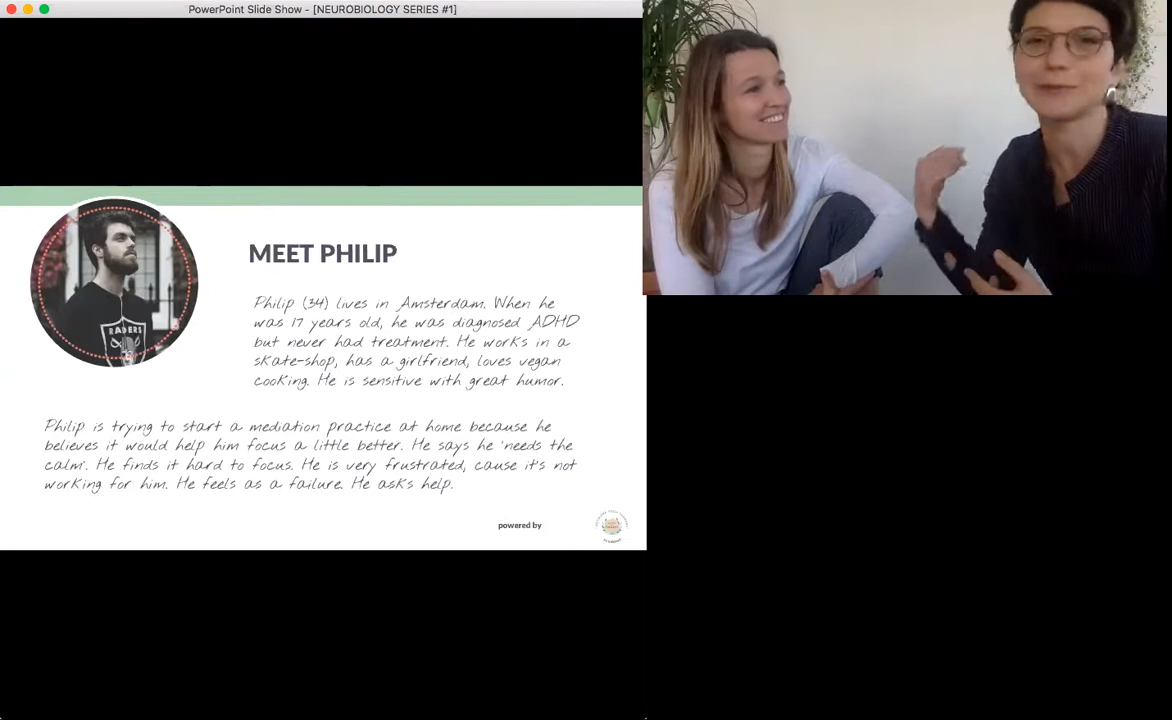 PowerPoint Slide Show - [NEUROBIOLOGY SERIES #1]
MEET PHILIP
Philip (34) lives in Amsterdam. When he
was 17 years old, he was diagnosed ADHD
but never had treatment. He works in a
skate-shop, has a girlfriend, loves vegan
cooking. He is sensitive with great humor.
RADERS
Philip is trying to start a mediation practice at home because he
believes it would help him focus a little better. He says he 'needs the
calm'. He finds it hard to focus. He is very frustrated, cause it's not
working for him. He feels as a failure. He asks help.
powered by